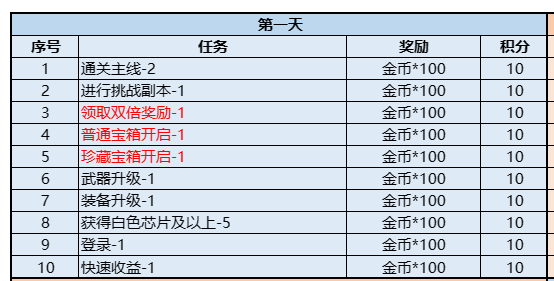 第一天
序号 任务 奖励 积分
1 通关主线-2 金币*100 10
2 进行挑战副本-1 金币*100 10
3 领取双倍奖励-1 金币*100 10
4 普通宝箱开启-1 金币*100 10
5 珍藏宝箱开启-1 金币*100 10
6 武器升级-1 金币*100 10
7 装备升级-1 金币*100 10
8 获得白色芯片及以上-5 金币*100 10
9 登录-1 金币*100 10
10 快速收益-1 金币*100 10